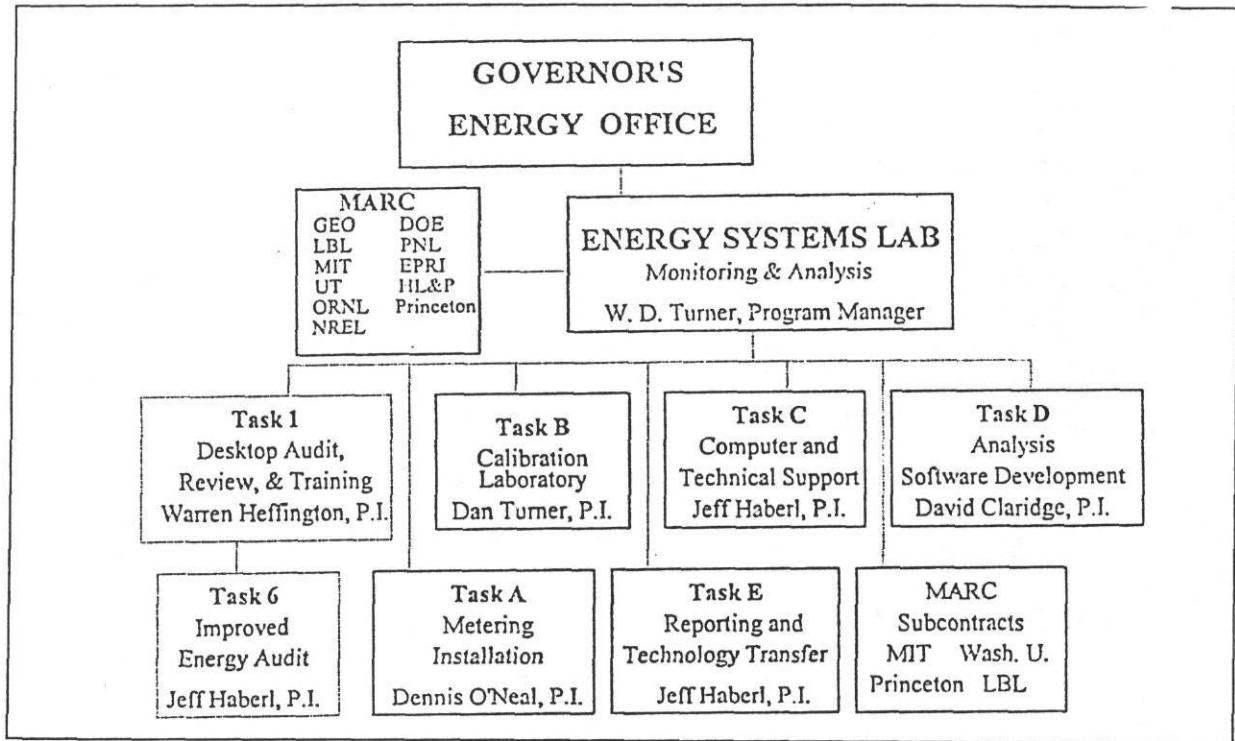 GOVERNOR'S
ENERGY OFFICE
MARC
GEO DOE
LBL PNL
MIT EPRI
UT HL&P
ORNL Princeton
NREL
ENERGY SYSTEMS LAB
Monitoring & Analysis
W. D. Turner, Program Manager
Task 1
Desktop Audit,
Review, & Training
Warren Heffington, P.I.
Task B
Calibration
Laboratory
Dan Turner, P.I.
Task C
Computer and
Technical Support
Jeff Haberl, P.I.
Task D
Analysis
Software Development
David Claridge, P.I.
Task 6
Improved
Energy Audit
Jeff Haberl, P.I.
Task A
Metering
Installation
Dennis O'Neal, P.I.
Task E
Reporting and
Technology Transfer
Jeff Haberl, P.I.
MARC
Subcontracts
MIT Wash. U.
Princeton LBL